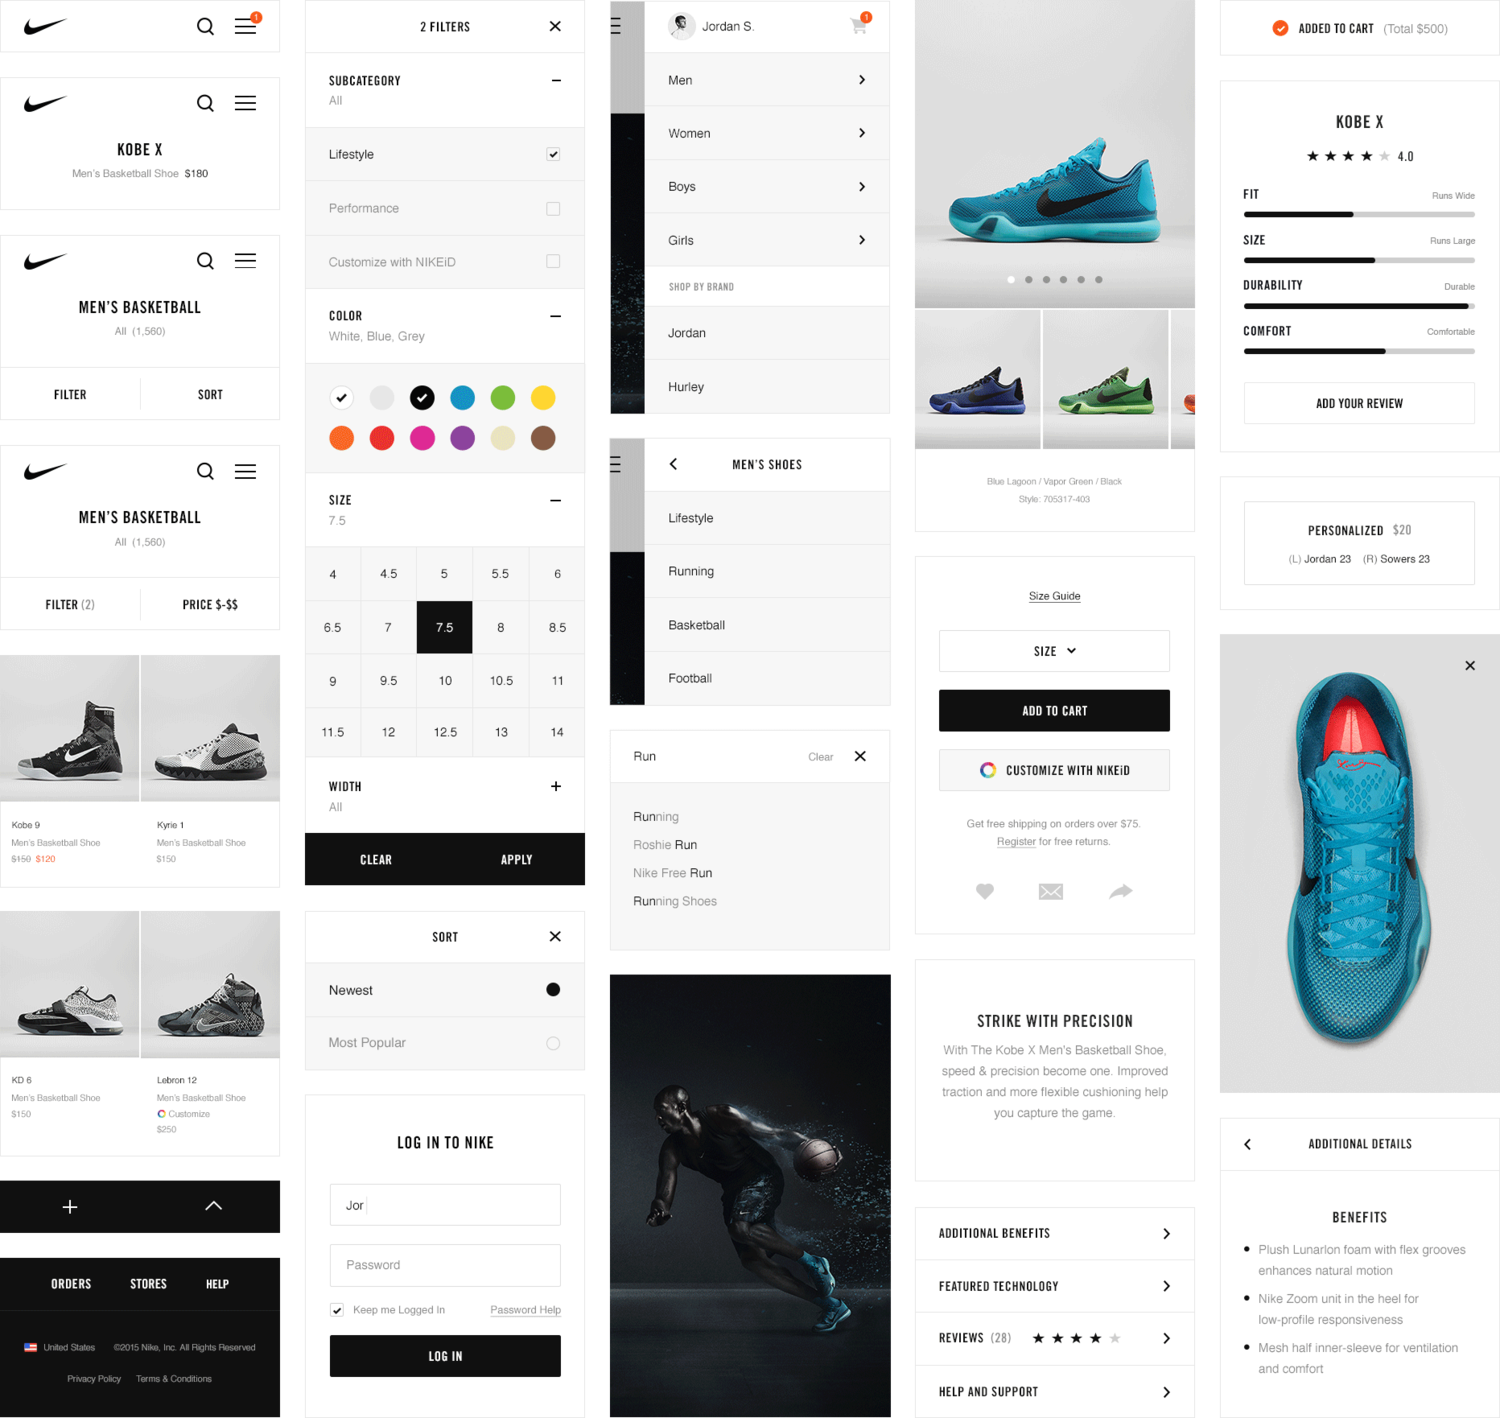 1
KOBE X
Men's Basketball Shoe $180
MEN'S BASKETBALL
All (1,560)
FILTER SORT
MEN'S BASKETBALL
All (1,560)
FILTER (2) PRICE $-$$
Kobe 9
Men's Basketball Shoe
$150 $120
Kyrie 1
Men's Basketball Shoe
$150
KD 6
Men's Basketball Shoe
$150
Lebron 12
Men's Basketball Shoe
Customize
$250
ORDERS STORES HELP
United States ©2015 Nike, Inc. All Rights Reserved
Privacy Policy Terms & Conditions
2 FILTERS
SUBCATEGORY
All
Lifestyle
Performance
Customize with NIKEiD
COLOR
White, Blue, Grey
SIZE
7.5
4 4.5 5 5.5 6
6.5 7 7.5 8 8.5
9 9.5 10 10.5 11
11.5 12 12.5 13 14
WIDTH
All
CLEAR APPLY
SORT
Newest
Most Popular
LOG IN TO NIKE
Jor
Password
Keep me Logged In Password Help
LOG IN
Jordan S. 1
Men
Women
Boys
Girls
SHOP BY BRAND
Jordan
Hurley
MEN'S SHOES
Lifestyle
Running
Basketball
Football
Run Clear
Running
Roshie Run
Nike Free Run
Running Shoes
Blue Lagoon / Vapor Green / Black
Style: 705317-403
Size Guide
SIZE
ADD TO CART
CUSTOMIZE WITH NIKEiD
Get free shipping on orders over $75.
Register for free returns.
STRIKE WITH PRECISION
With The Kobe X Men's Basketball Shoe,
speed & precision become one. Improved
traction and more flexible cushioning help
you capture the game.
ADDITIONAL BENEFITS
FEATURED TECHNOLOGY
REVIEWS (28)
HELP AND SUPPORT
ADDED TO CART (Total $500)
KOBE X
4.0
FIT Runs Wide
SIZE Runs Large
DURABILITY Durable
COMFORT Comfortable
ADD YOUR REVIEW
PERSONALIZED $20
(L) Jordan 23 (R) Sowers 23
ADDITIONAL DETAILS
BENEFITS
Plush Lunarlon foam with flex grooves
enhances natural motion
Nike Zoom unit in the heel for
low-profile responsiveness
Mesh half inner-sleeve for ventilation
and comfort